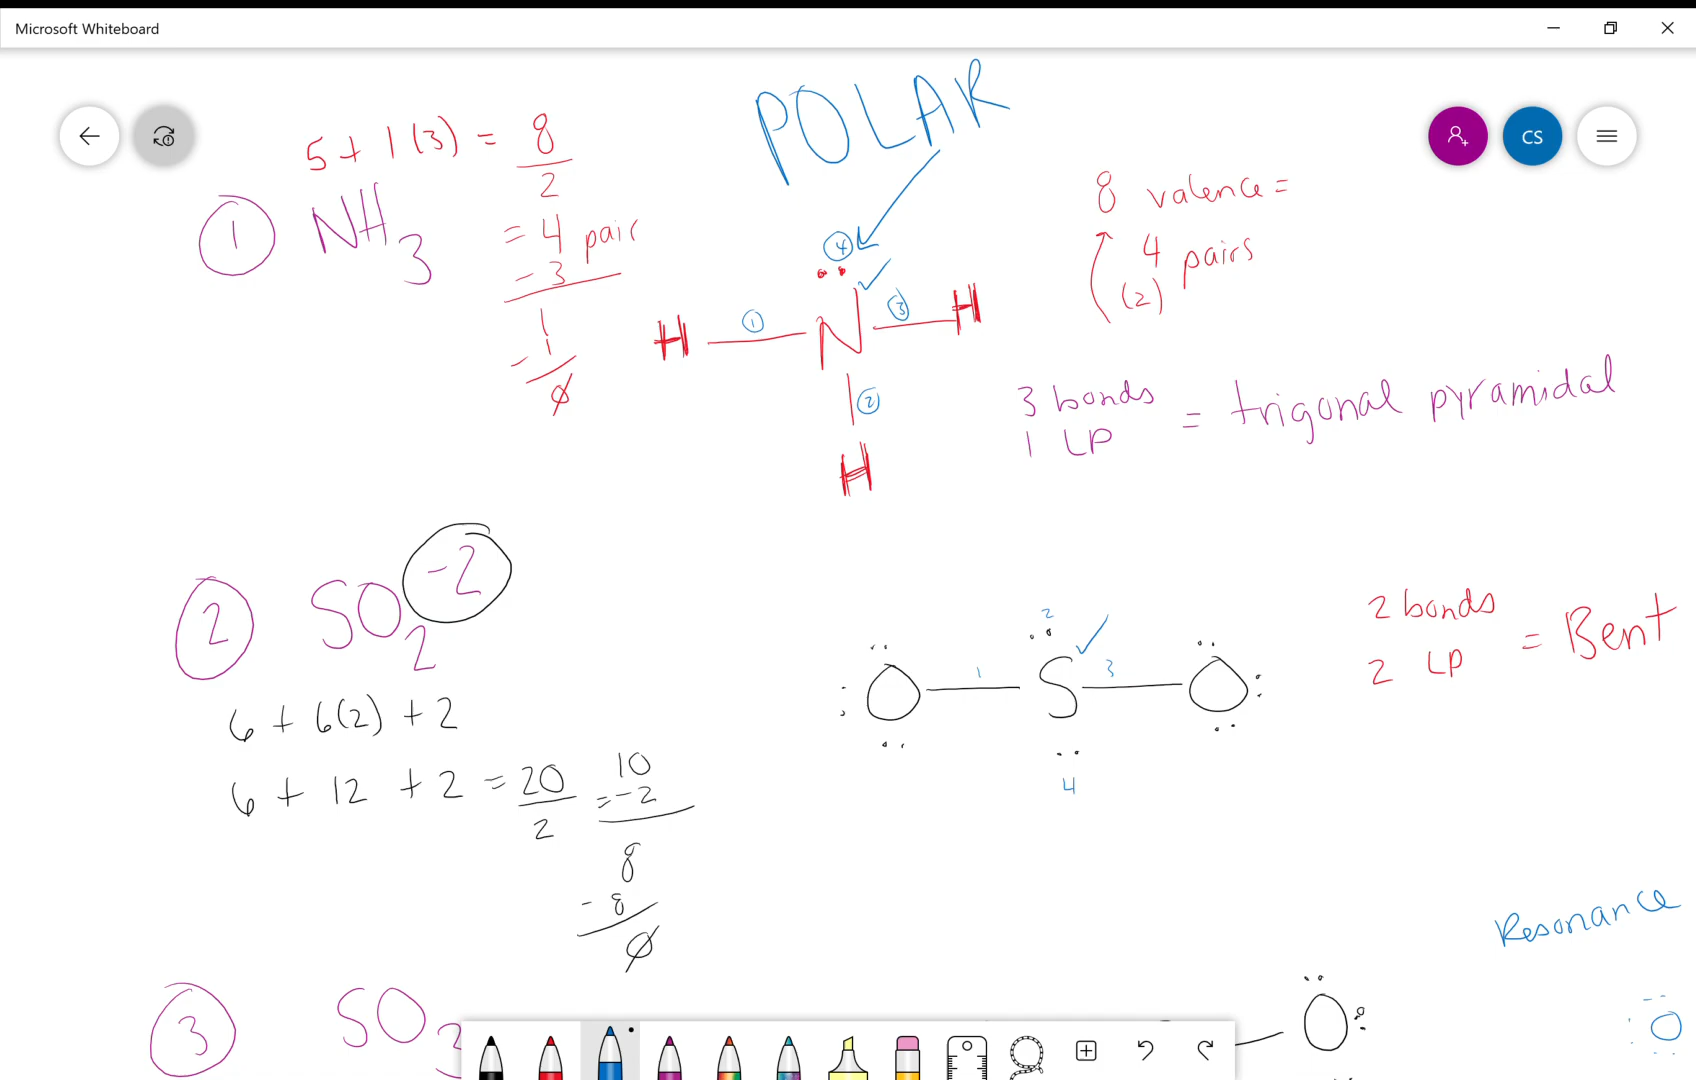 Microsoft Whiteboard
POLAR
CS
5 + 1(3) = 8
2
1 NH3
= 4 pair
- 3
1
- 1
0
4
H 1 N 3 H
2
H
8 valence =
4 pairs
(2)
3 bonds
1 LP
= trigonal pyramidal
2 SO2 -2
6 + 6(2) + 2
6 + 12 + 2 = 20
2
10
= -2
8
- 8
0
2
O 1 S 3 O
4
2 bonds
2 LP
= Bent
Resonance
3 SO
O
O